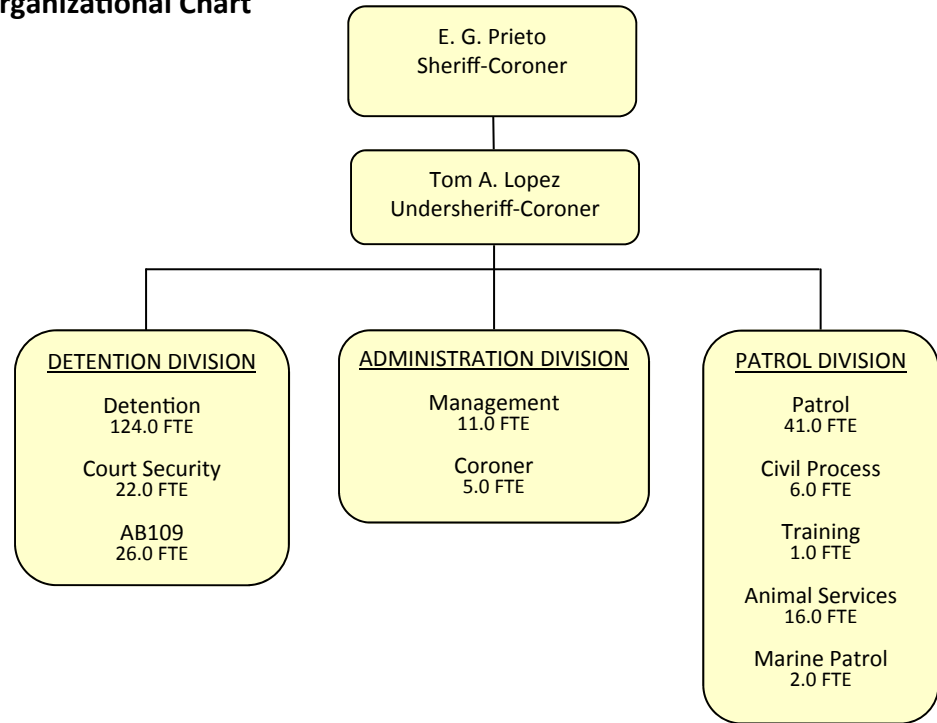 rganizational Chart
E. G. Prieto
Sheriff-Coroner
Tom A. Lopez
Undersheriff-Coroner
DETENTION DIVISION
Detention
124.0 FTE
Court Security
22.0 FTE
AB109
26.0 FTE
ADMINISTRATION DIVISION
Management
11.0 FTE
Coroner
5.0 FTE
PATROL DIVISION
Patrol
41.0 FTE
Civil Process
6.0 FTE
Training
1.0 FTE
Animal Services
16.0 FTE
Marine Patrol
2.0 FTE